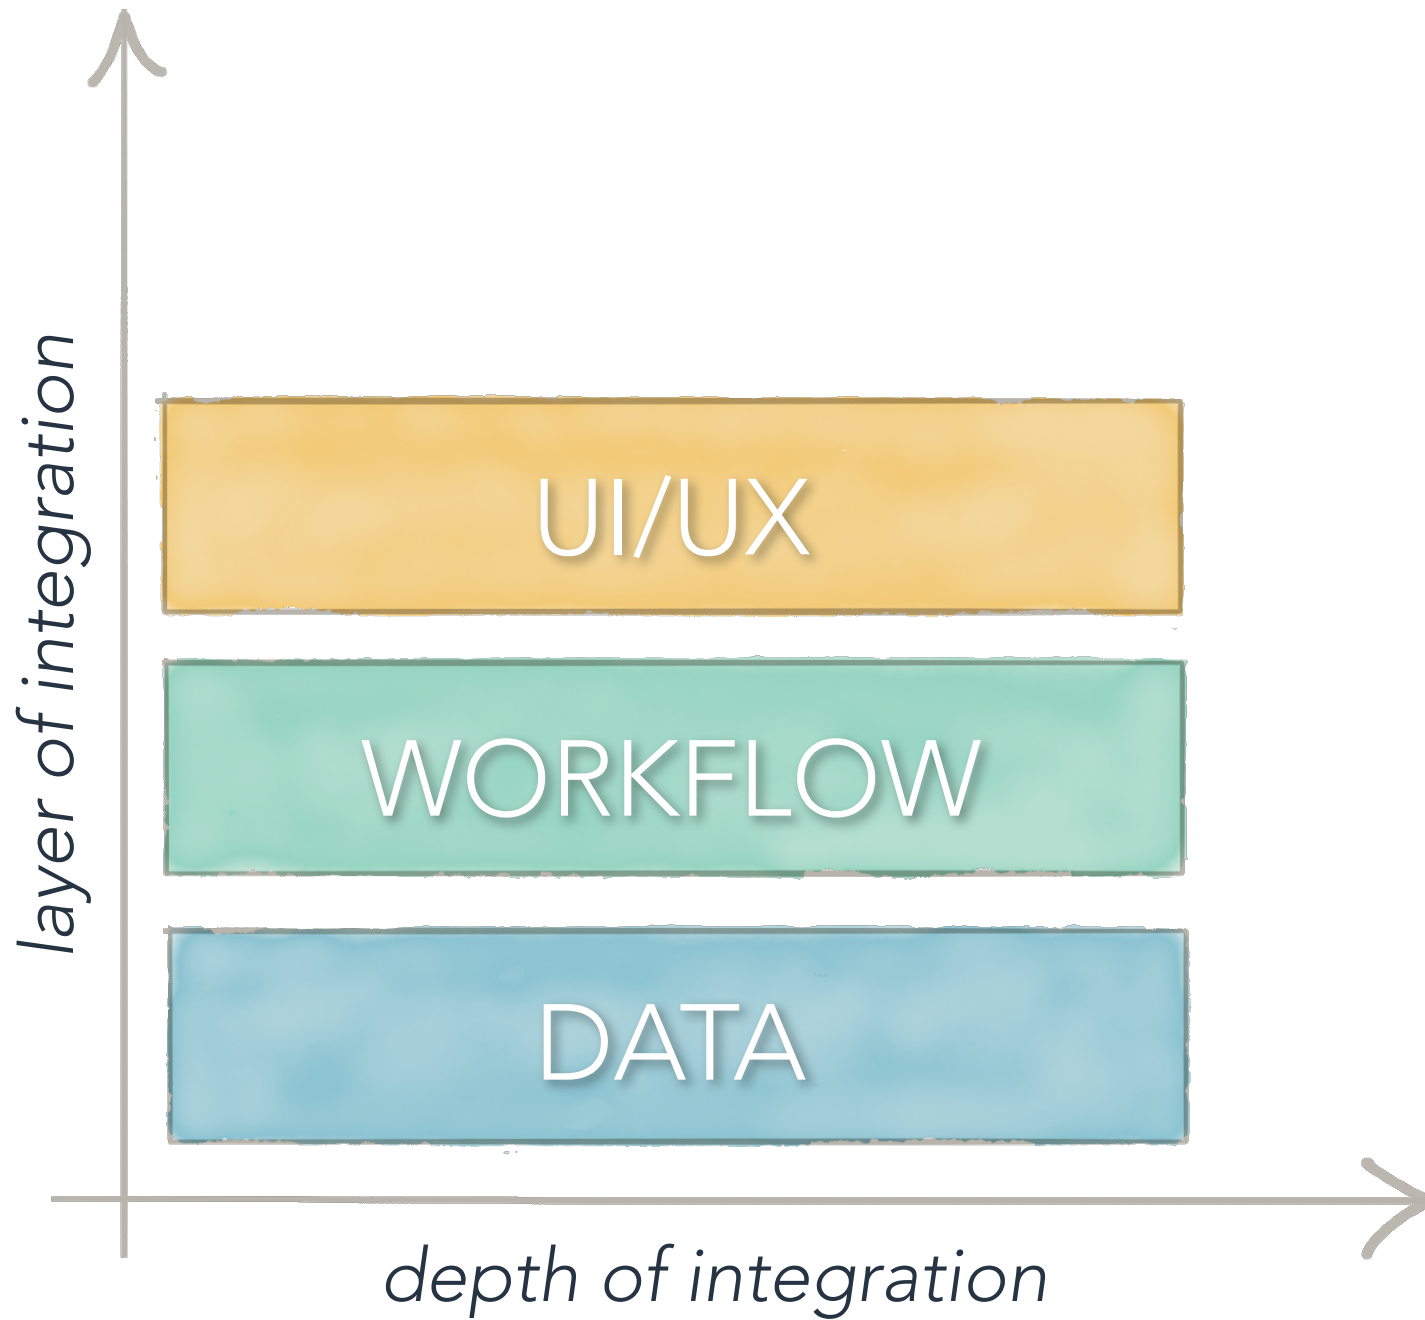 layer of integration
UI/UX
WORKFLOW
DATA
depth of integration